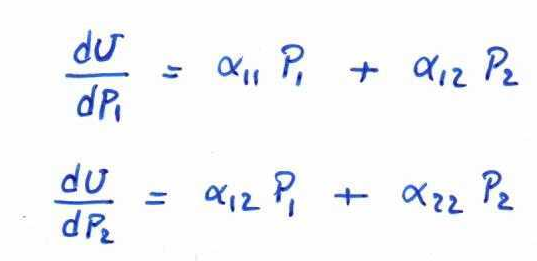 dU/dP₁ = α₁₁ P₁ + α₁₂ P₂
dU/dP₂ = α₁₂ P₁ + α₂₂ P₂